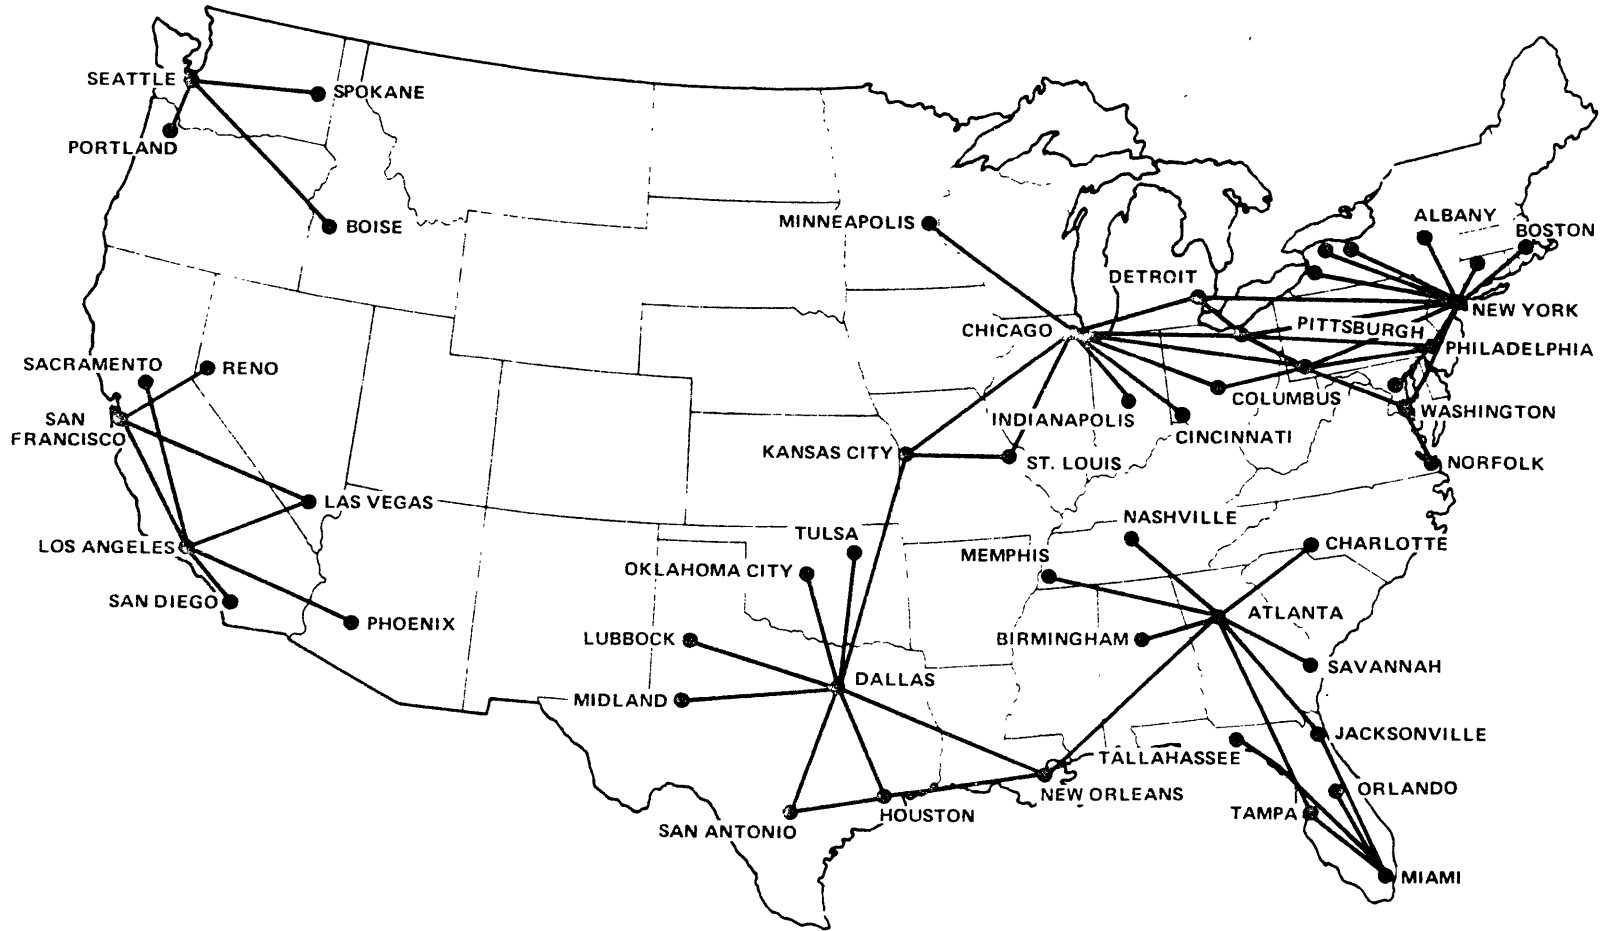 SEATTLE
SPOKANE
PORTLAND
BOISE
MINNEAPOLIS
ALBANY
BOSTON
DETROIT
NEW YORK
CHICAGO
PITTSBURGH
PHILADELPHIA
SACRAMENTO
RENO
COLUMBUS
WASHINGTON
SAN
FRANCISCO
INDIANAPOLIS
CINCINNATI
KANSAS CITY
ST. LOUIS
NORFOLK
LAS VEGAS
NASHVILLE
LOS ANGELES
TULSA
MEMPHIS
CHARLOTTE
OKLAHOMA CITY
SAN DIEGO
PHOENIX
ATLANTA
LUBBOCK
BIRMINGHAM
SAVANNAH
DALLAS
MIDLAND
JACKSONVILLE
TALLAHASSEE
NEW ORLEANS
ORLANDO
TAMPA
HOUSTON
SAN ANTONIO
MIAMI